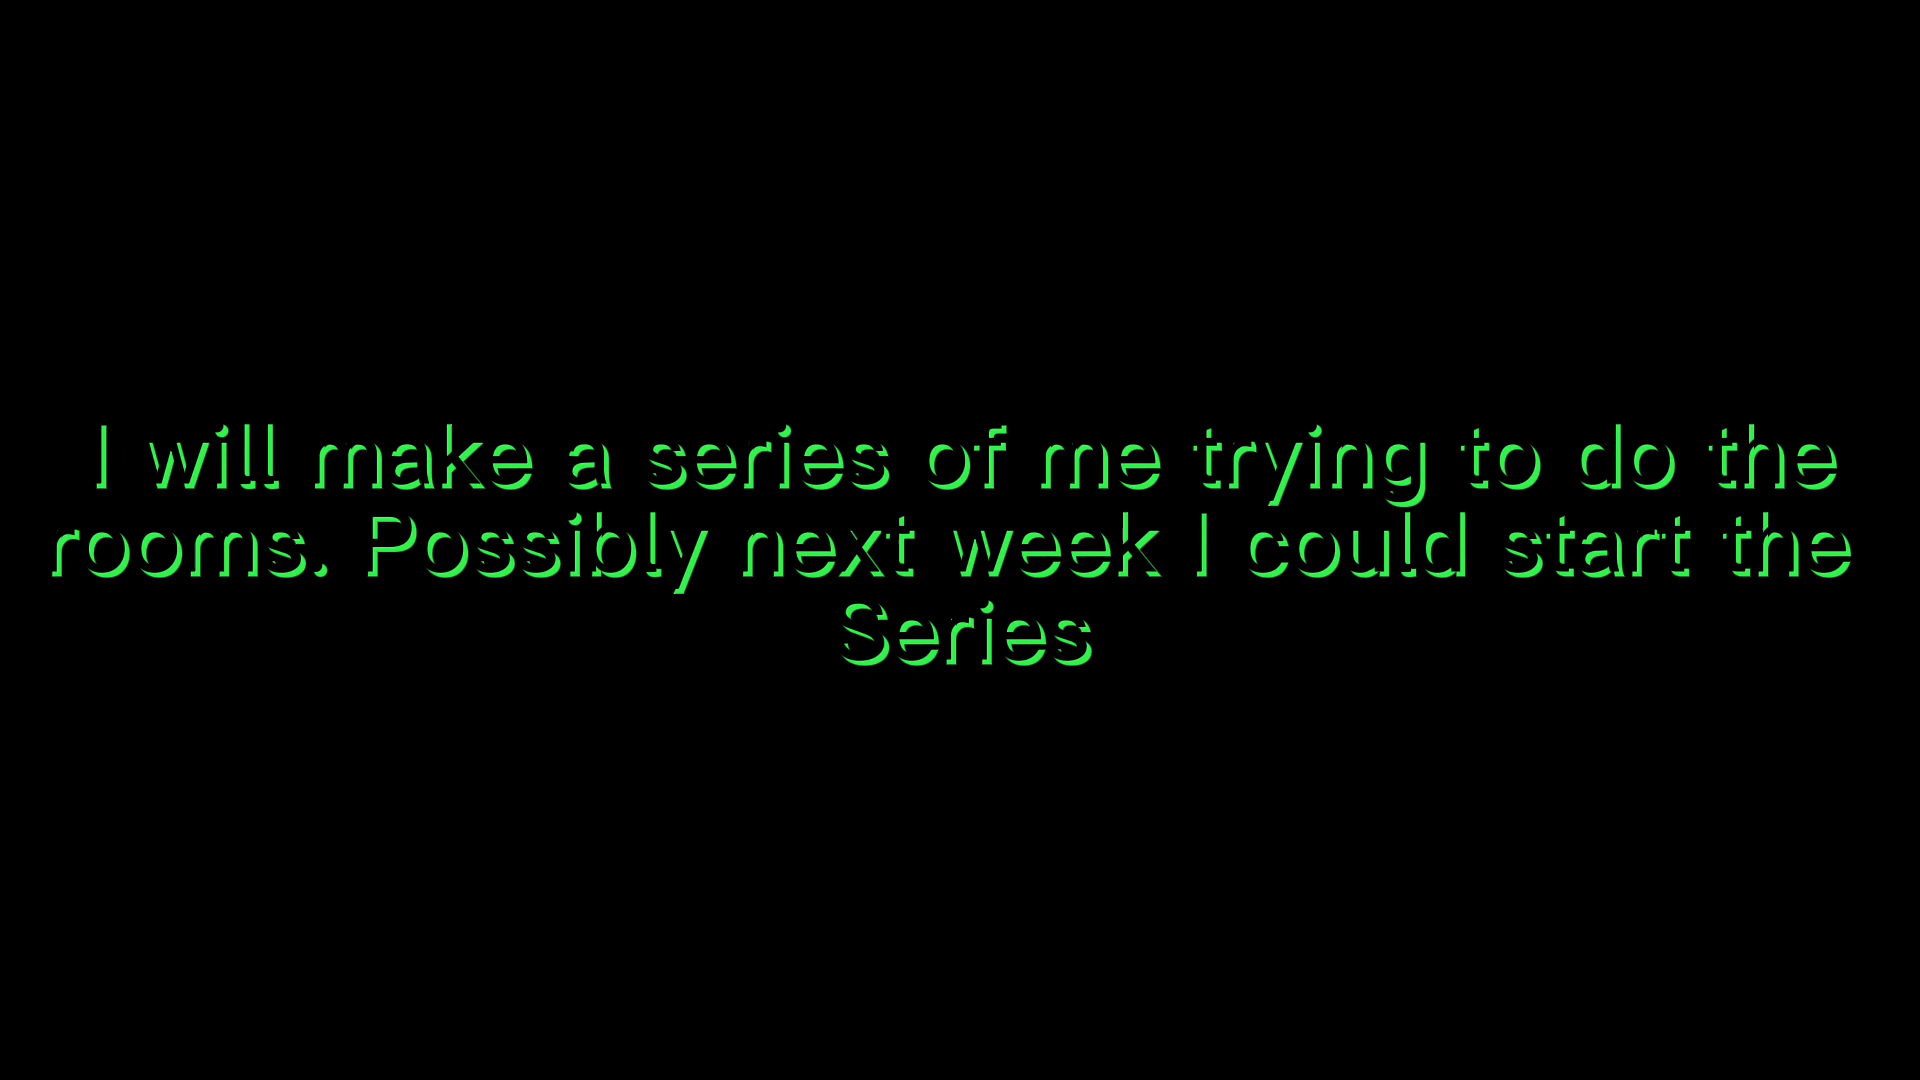 I will make a series of me trying to do the
rooms. Possibly next week I could start the
Series